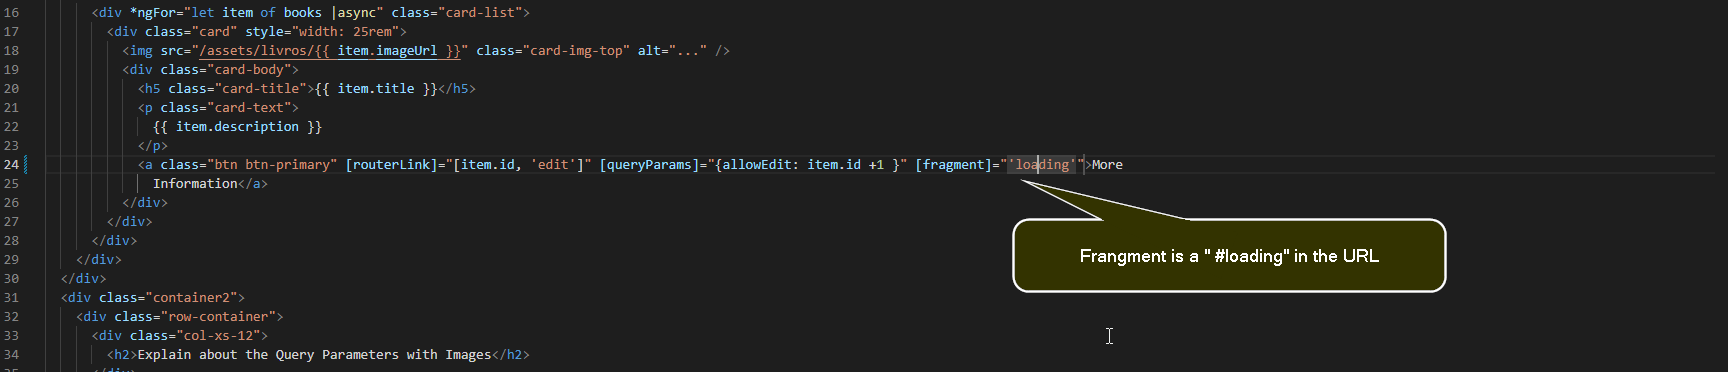 16 <div *ngFor="let item of books |async" class="card-list">
17 <div class="card" style="width: 25rem">
18 <img src="/assets/livros/{{ item.imageUrl }}" class="card-img-top" alt="..." />
19 <div class="card-body">
20 <h5 class="card-title">{{ item.title }}</h5>
21 <p class="card-text">
22 {{ item.description }}
23 </p>
24 <a class="btn btn-primary" [routerLink]="[item.id, 'edit']" [queryParams]="{allowEdit: item.id +1 }" [fragment]="'loading'">More
25 Information</a>
26 </div>
27 </div>
28 </div>
29 </div>
30 </div>
31 <div class="container2">
32 <div class="row-container">
33 <div class="col-xs-12">
34 <h2>Explain about the Query Parameters with Images</h2>
Frangment is a " #loading" in the URL